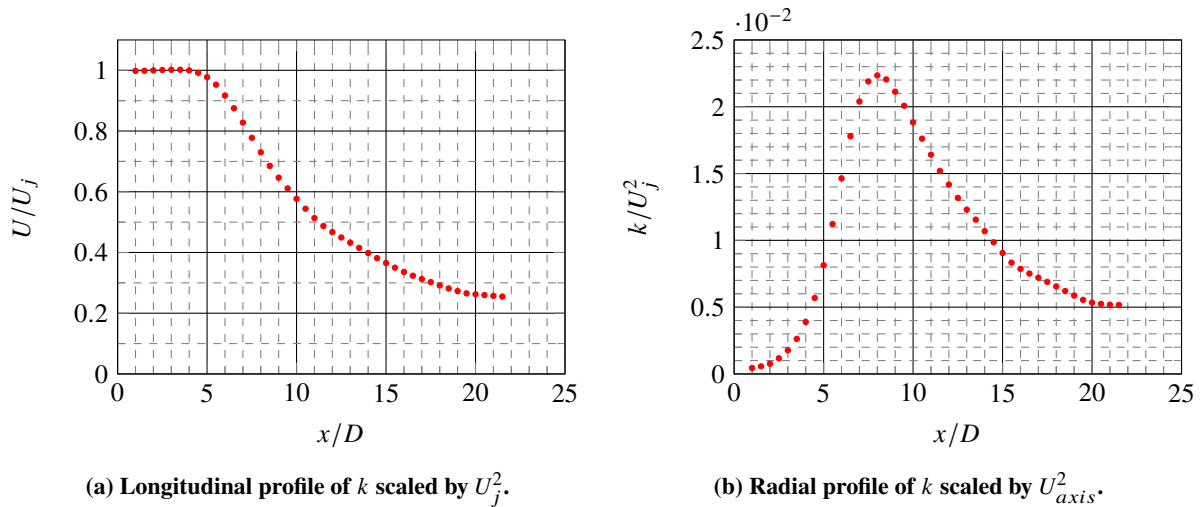 1
0.8
0.6
0.4
0.2
0
U/U_j
0 5 10 15 20 25
x/D
(a) Longitudinal profile of k scaled by U_j^2.
·10^{-2}
2.5
2
1.5
1
0.5
0
k/U_j^2
0 5 10 15 20 25
x/D
(b) Radial profile of k scaled by U_{axis}^2.